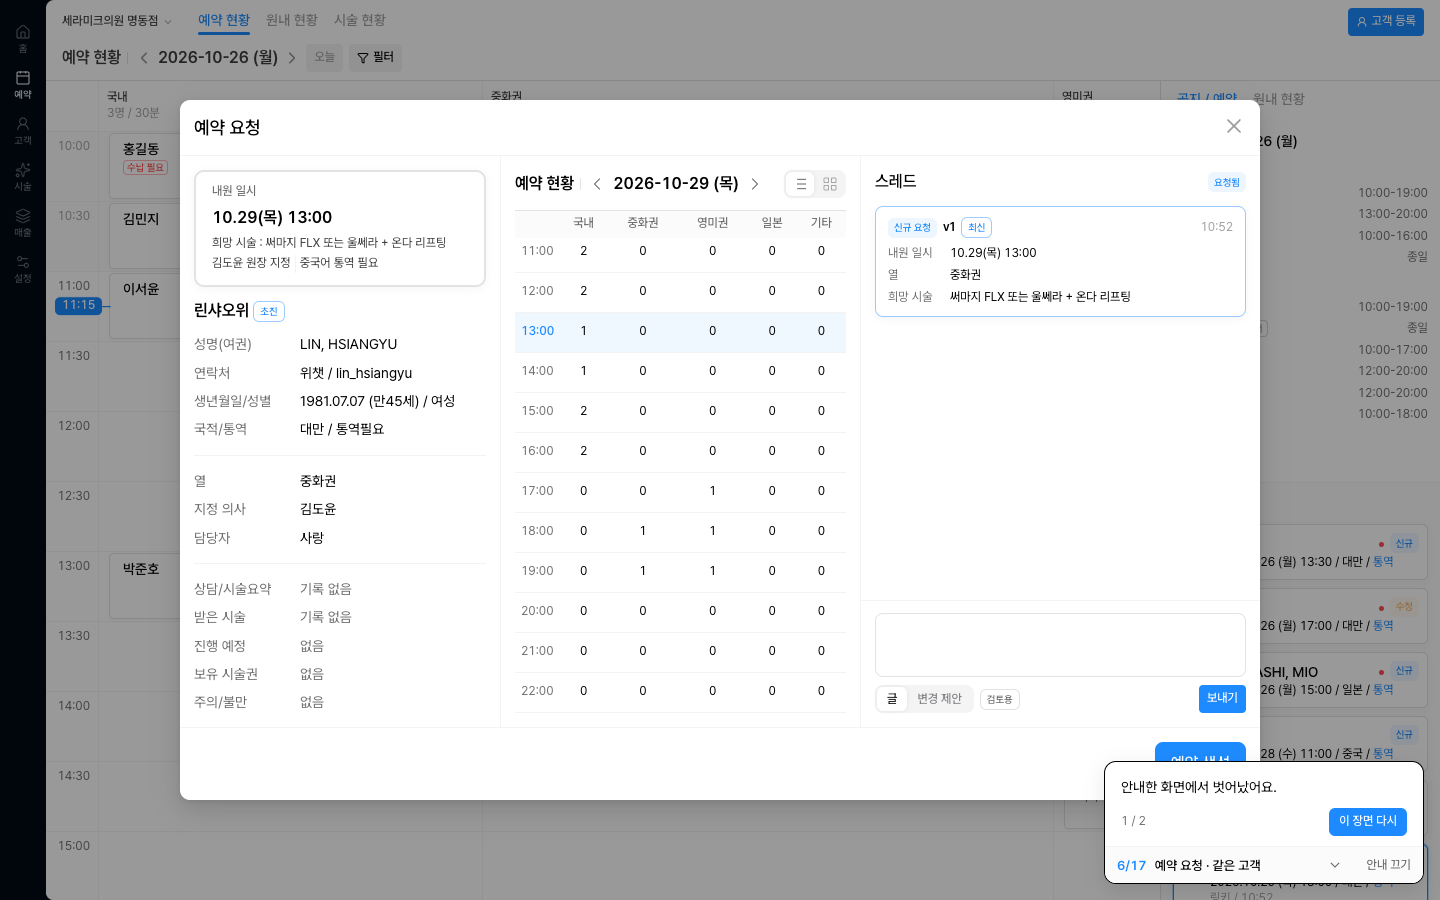 세라미크의원 명동점
예약 현황 원내 현황 시술 현황
고객 등록
홈
예약
고객
시술
매출
설정
예약 현황 2026-10-26 (월) 오늘 필터
국내
3명 / 30분
중화권
영미권
10:00
10:30
11:00
11:15
11:30
12:00
12:30
13:00
13:30
14:00
14:30
15:00
홍길동
수납 필요
김민지
이서윤
박준호
공지 / 예약 원내 현황
26 (월)
10:00-19:00
13:00-20:00
10:00-16:00
종일
10:00-19:00
종일
10:00-17:00
12:00-20:00
12:00-20:00
10:00-18:00
신규
26 (월) 13:30 / 대만 / 통역
수정
26 (월) 17:00 / 대만 / 통역
ASHI, MIO 신규
26 (월) 15:00 / 일본 / 통역
신규
28 (수) 11:00 / 중국 / 통역
예약 요청
내원 일시
10.29(목) 13:00
희망 시술 : 써마지 FLX 또는 울쎄라 + 온다 리프팅
김도윤 원장 지정 중국어 통역 필요
린샤오위 초진
성명(여권) LIN, HSIANGYU
연락처 위챗 / lin_hsiangyu
생년월일/성별 1981.07.07 (만45세) / 여성
국적/통역 대만 / 통역필요
열 중화권
지정 의사 김도윤
담당자 사랑
상담/시술요약 기록 없음
받은 시술 기록 없음
진행 예정 없음
보유 시술권 없음
주의/불만 없음
예약 현황 2026-10-29 (목)
국내 중화권 영미권 일본 기타
11:00 2 0 0 0 0
12:00 2 0 0 0 0
13:00 1 0 0 0 0
14:00 1 0 0 0 0
15:00 2 0 0 0 0
16:00 2 0 0 0 0
17:00 0 0 1 0 0
18:00 0 1 1 0 0
19:00 0 1 1 0 0
20:00 0 0 0 0 0
21:00 0 0 0 0 0
22:00 0 0 0 0 0
스레드 요청됨
신규 요청 v1 최신 10:52
내원 일시 10.29(목) 13:00
열 중화권
희망 시술 써마지 FLX 또는 울쎄라 + 온다 리프팅
글 변경 제안 검토용 보내기
예약 생성
안내한 화면에서 벗어났어요.
1 / 2 이 장면 다시
6/17 예약 요청 · 같은 고객 안내 끄기
링키 / 10:52